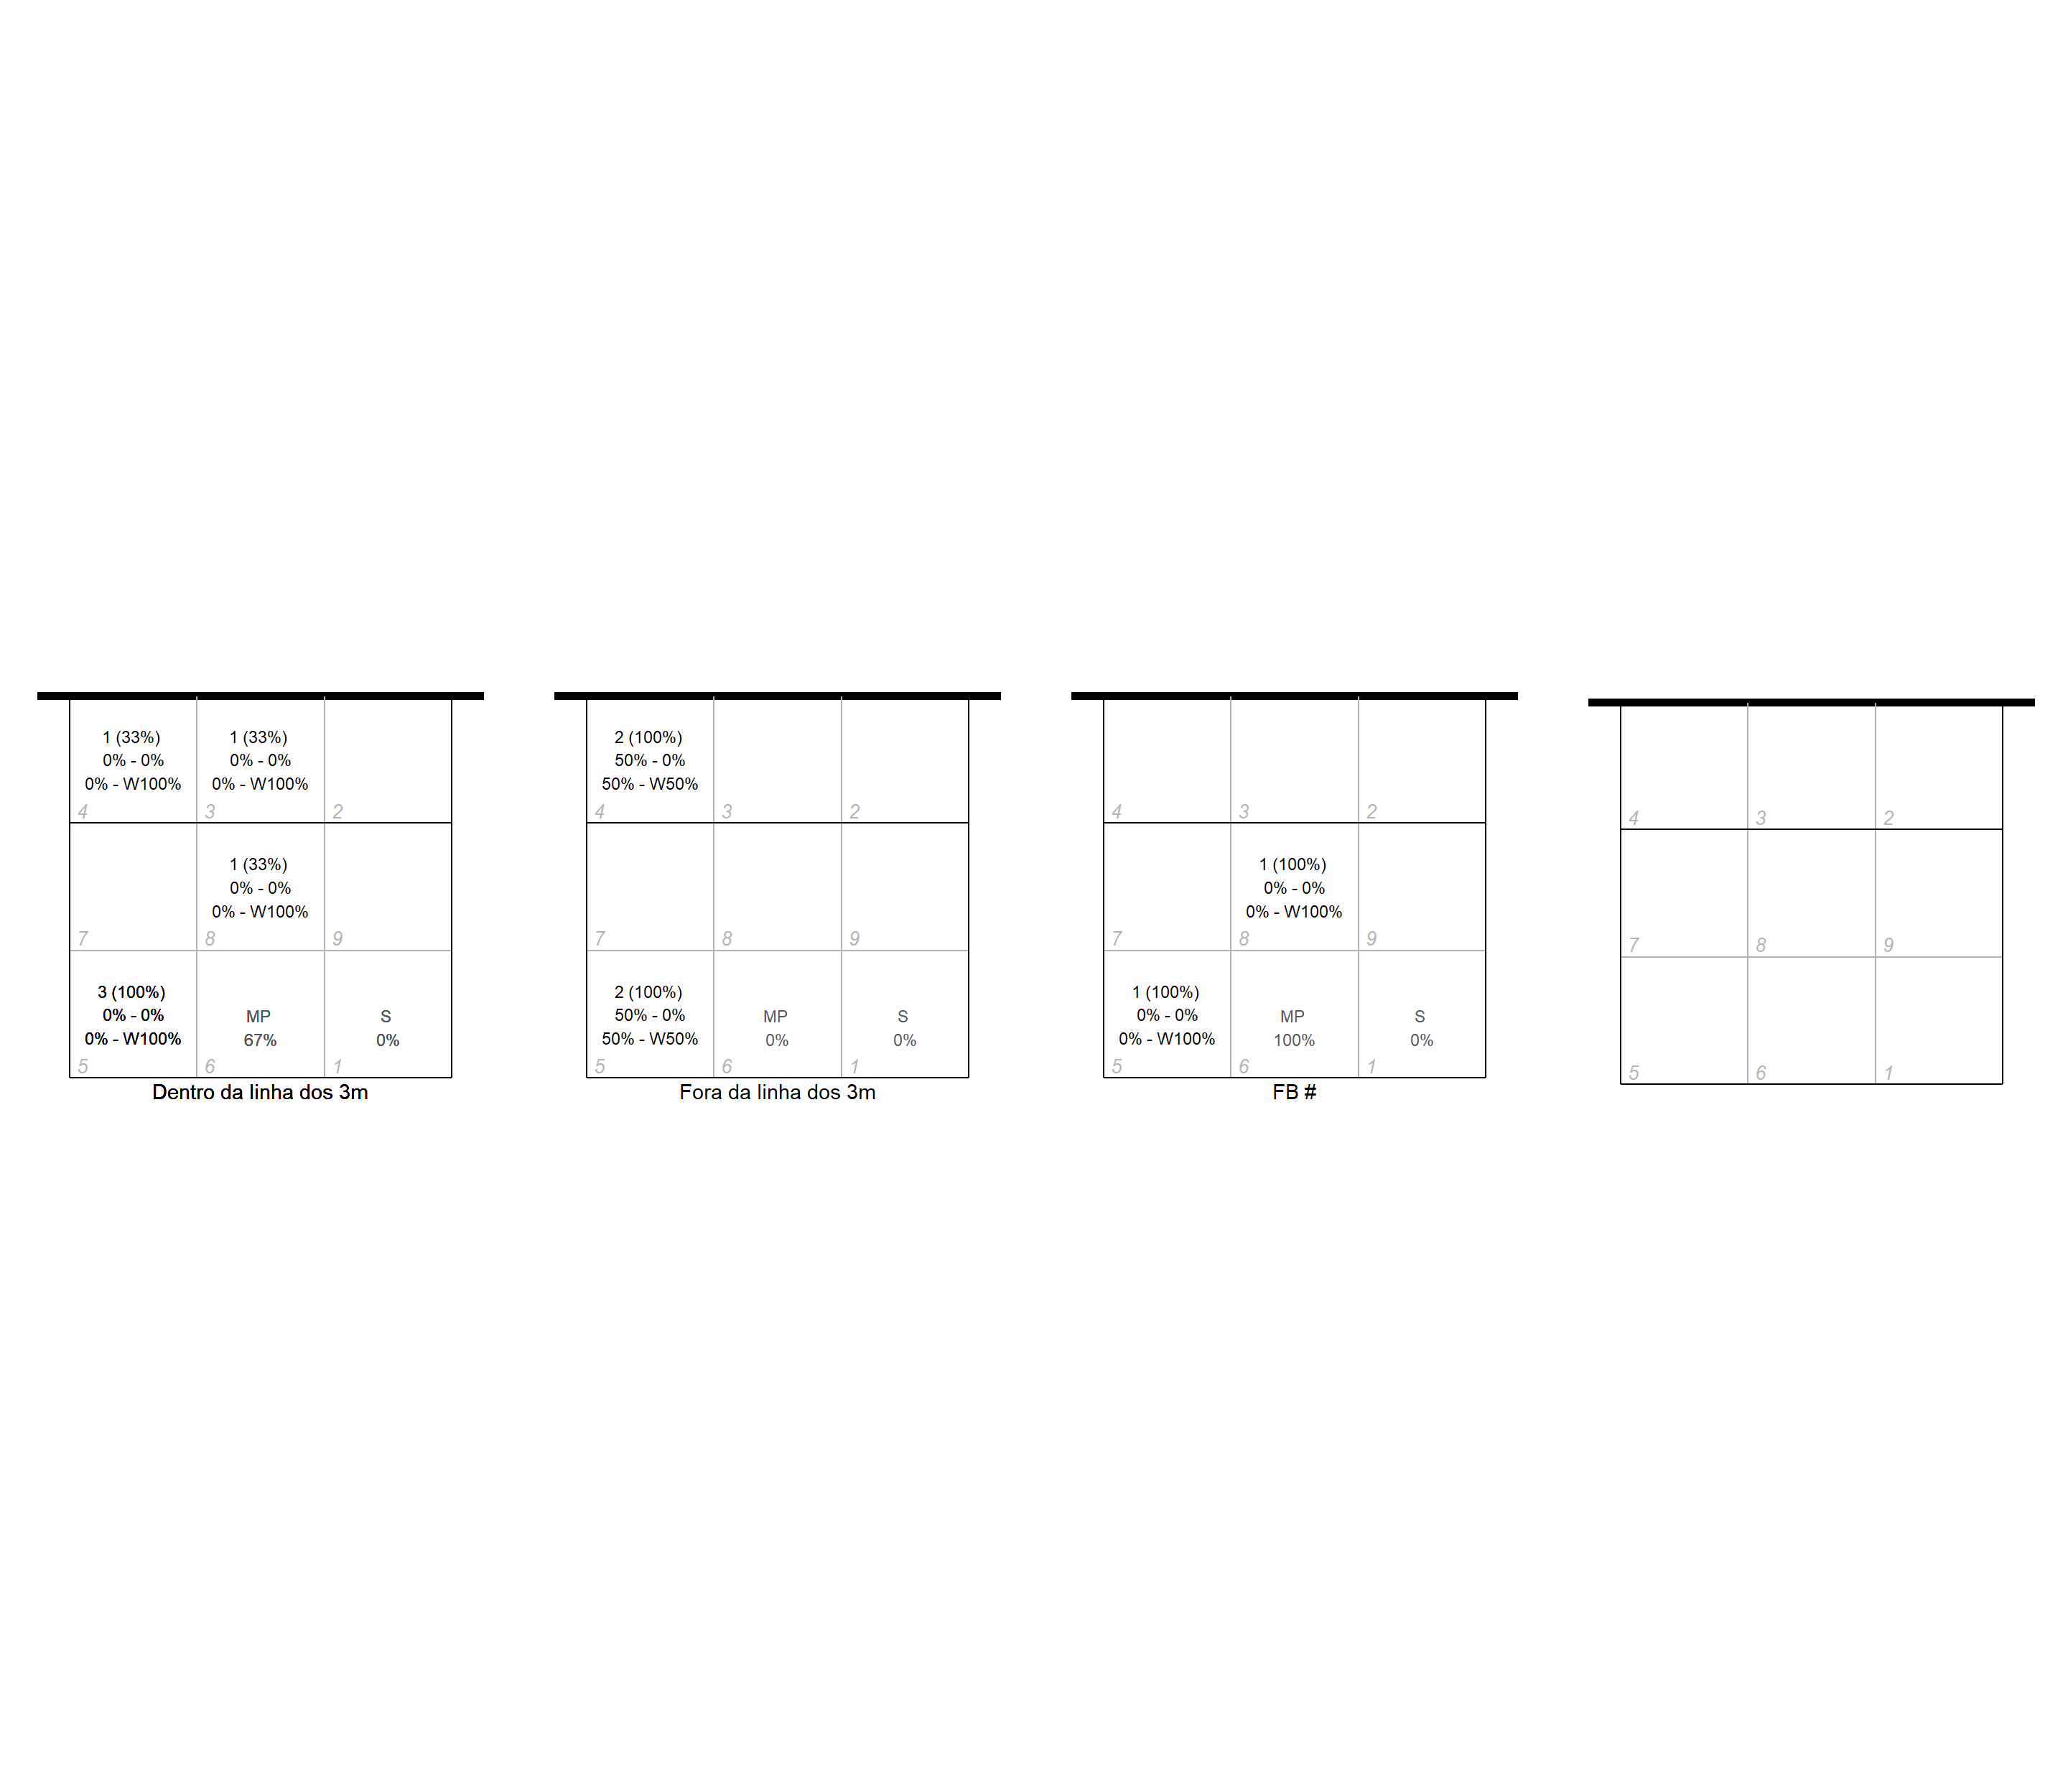 1 (33%)
0% - 0%
0% - W100%
4
1 (33%)
0% - 0%
0% - W100%
3
2
7
1 (33%)
0% - 0%
0% - W100%
8
9
3 (100%)
0% - 0%
0% - W100%
5
MP
67%
6
S
0%
1
Dentro da linha dos 3m
2 (100%)
50% - 0%
50% - W50%
4
3
2
7
8
9
2 (100%)
50% - 0%
50% - W50%
5
MP
0%
6
S
0%
1
Fora da linha dos 3m
4
3
2
7
1 (100%)
0% - 0%
0% - W100%
8
9
1 (100%)
0% - 0%
0% - W100%
5
MP
100%
6
S
0%
1
FB #
4
3
2
7
8
9
5
6
1